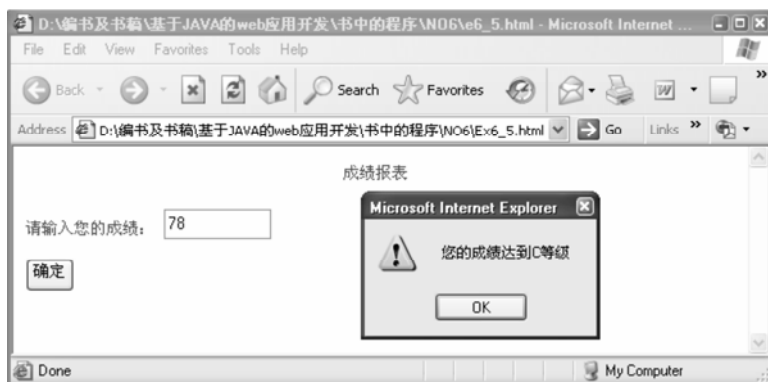 D:\编书及书稿\基于JAVA的web应用开发\书中的程序\NO6\e6_5.html - Microsoft Internet ...
File Edit View Favorites Tools Help
Back Search Favorites
Address D:\编书及书稿\基于JAVA的web应用开发\书中的程序\NO6\Ex6_5.html Go Links
成绩报表
请输入您的成绩： 78
确定
Microsoft Internet Explorer
您的成绩达到C等级
OK
Done My Computer